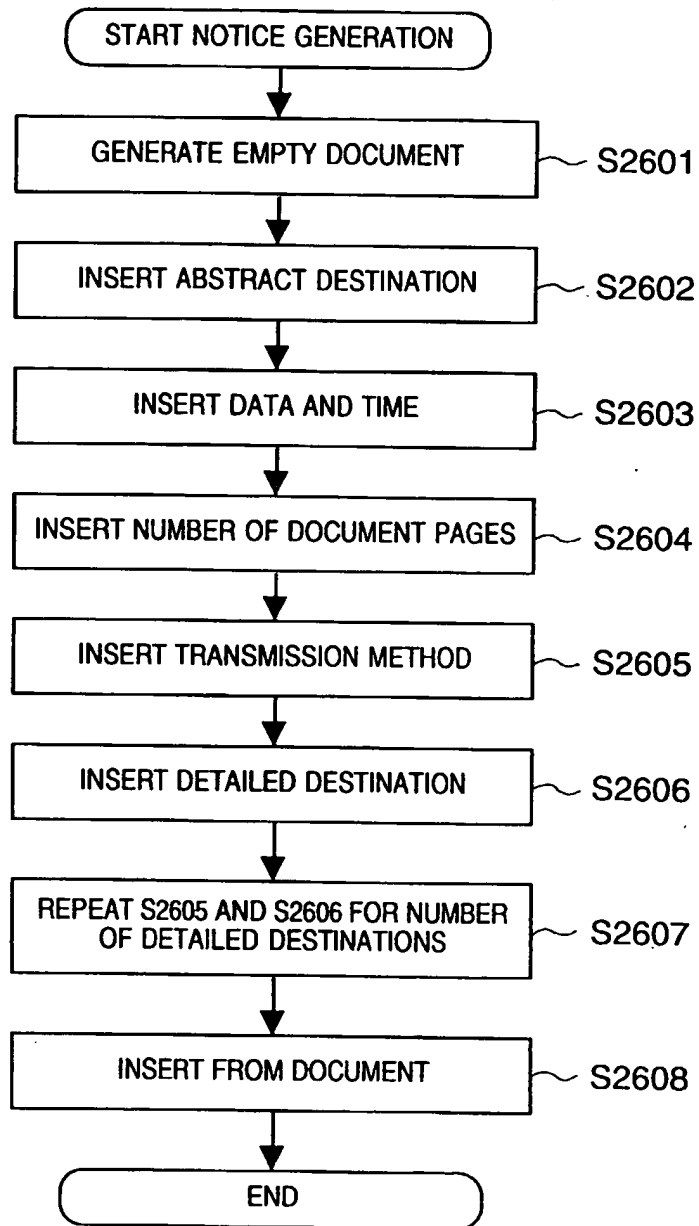 START NOTICE GENERATION
GENERATE EMPTY DOCUMENT
S2601
INSERT ABSTRACT DESTINATION
S2602
INSERT DATA AND TIME
S2603
INSERT NUMBER OF DOCUMENT PAGES
S2604
INSERT TRANSMISSION METHOD
S2605
INSERT DETAILED DESTINATION
S2606
REPEAT S2605 AND S2606 FOR NUMBER
OF DETAILED DESTINATIONS
S2607
INSERT FROM DOCUMENT
S2608
END